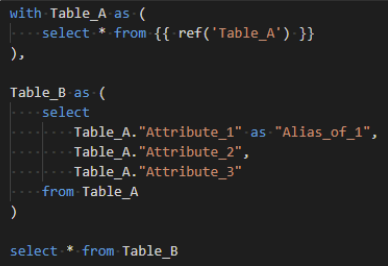 with Table_A as (
    select * from {{ ref('Table_A') }}
),

Table_B as (
    select
        Table_A."Attribute_1" as "Alias_of_1",
        Table_A."Attribute_2",
        Table_A."Attribute_3"
    from Table_A
)

select * from Table_B